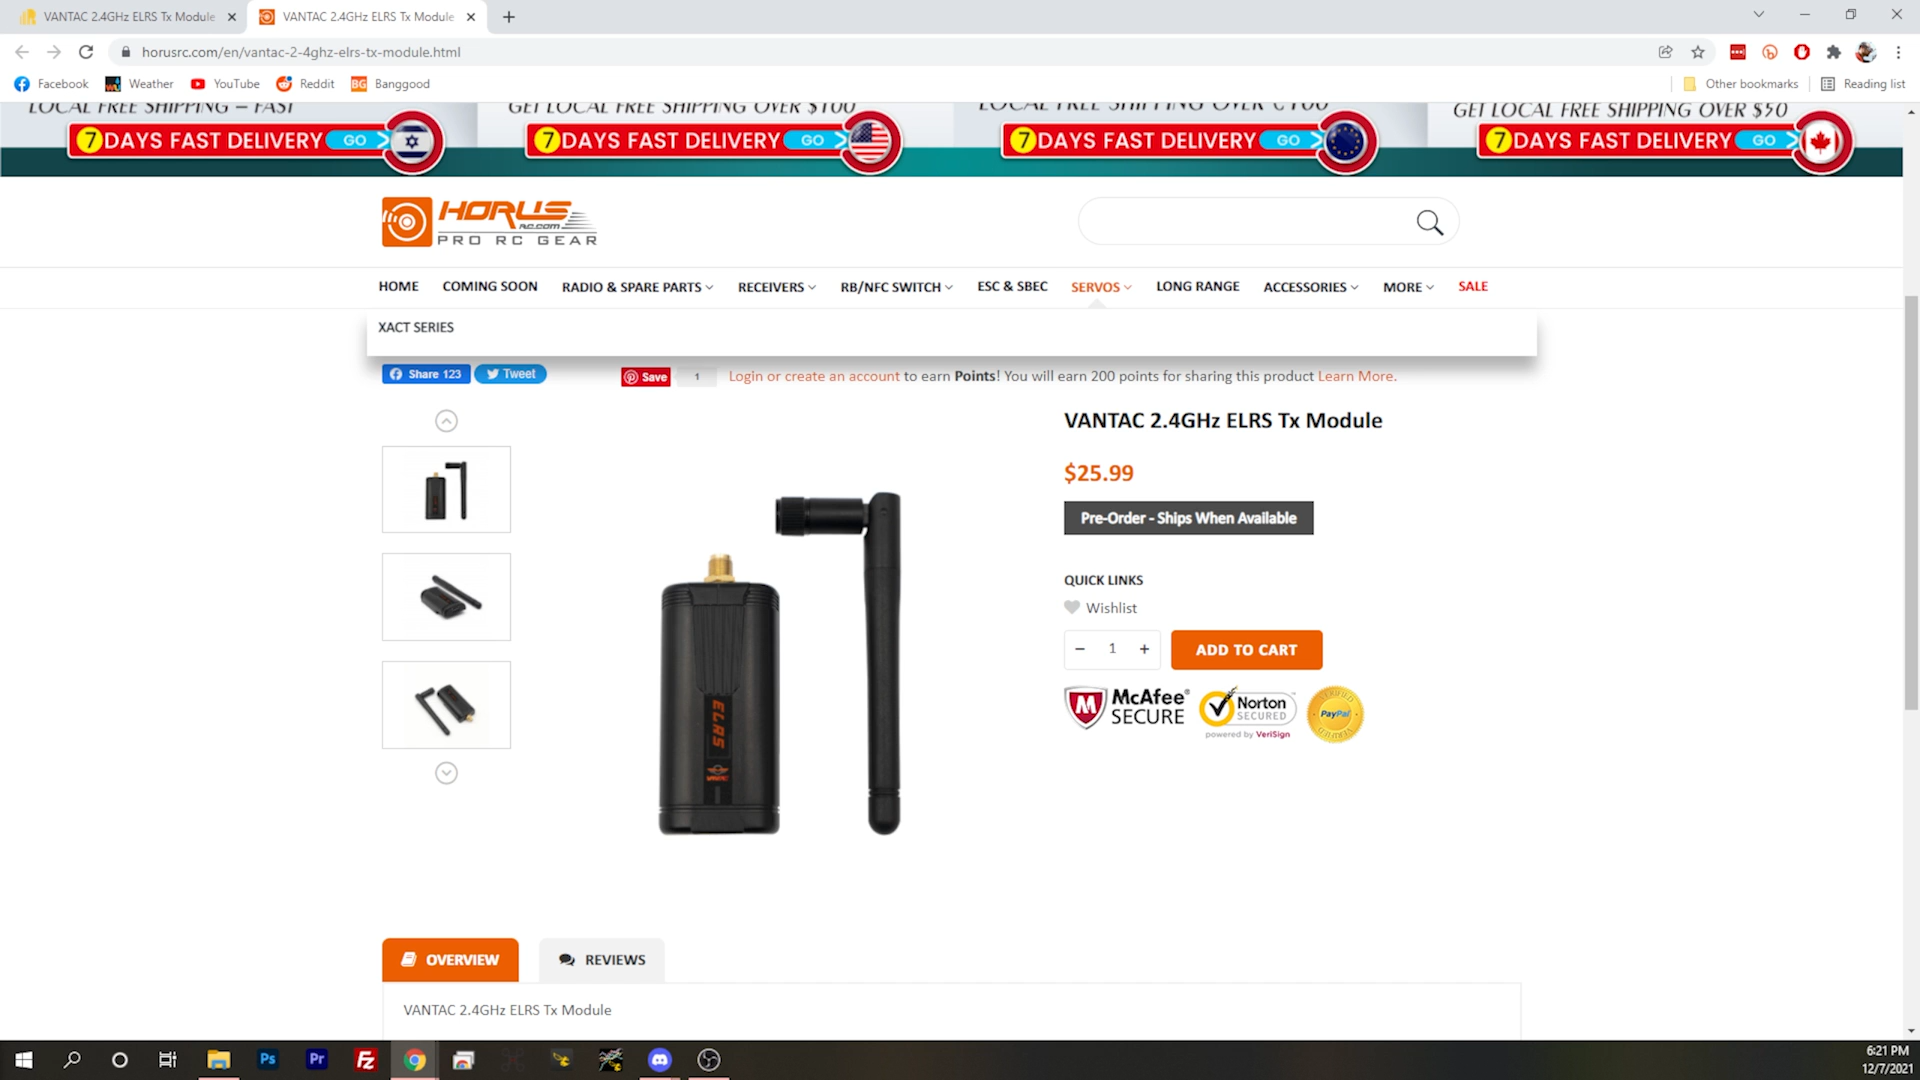 VANTAC 2.4GHz ELRS Tx Module
VANTAC 2.4GHz ELRS Tx Module
horusrc.com/en/vantac-2-4ghz-elrs-tx-module.html
Facebook Weather YouTube Reddit BG Banggood Other bookmarks Reading list
LOCAL FREE SHIPPING – FAST
7 DAYS FAST DELIVERY GO
GET LOCAL FREE SHIPPING OVER $100
7 DAYS FAST DELIVERY GO
LOCAL FREE SHIPPING OVER €100
7 DAYS FAST DELIVERY GO
GET LOCAL FREE SHIPPING OVER $50
7 DAYS FAST DELIVERY GO
HORUS
RC.COM
PRO RC GEAR
HOME COMING SOON RADIO & SPARE PARTS RECEIVERS RB/NFC SWITCH ESC & SBEC SERVOS LONG RANGE ACCESSORIES MORE SALE
XACT SERIES
Share 123 Tweet Save 1 Login or create an account to earn Points! You will earn 200 points for sharing this product Learn More.
VANTAC 2.4GHz ELRS Tx Module
$25.99
Pre-Order - Ships When Available
QUICK LINKS
Wishlist
− 1 + ADD TO CART
McAfee®
SECURE
Norton
SECURED
powered by VeriSign
VERIFIED
PayPal
ELRS
VANTAC
OVERVIEW REVIEWS
VANTAC 2.4GHz ELRS Tx Module
Ps Pr Fz
6:21 PM
12/7/2021